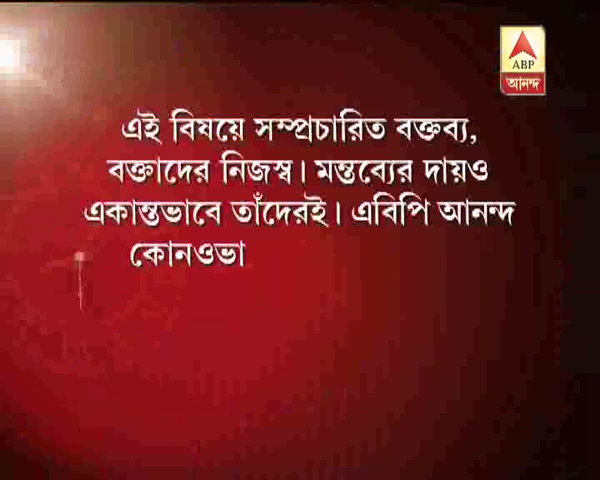 ABP
আনন্দ
এই বিষয়ে সম্প্রচারিত বক্তব্য,
বক্তাদের নিজস্ব। মন্তব্যের দায়ও
একান্তভাবে তাঁদেরই। এবিপি আনন্দ
কোনওভা